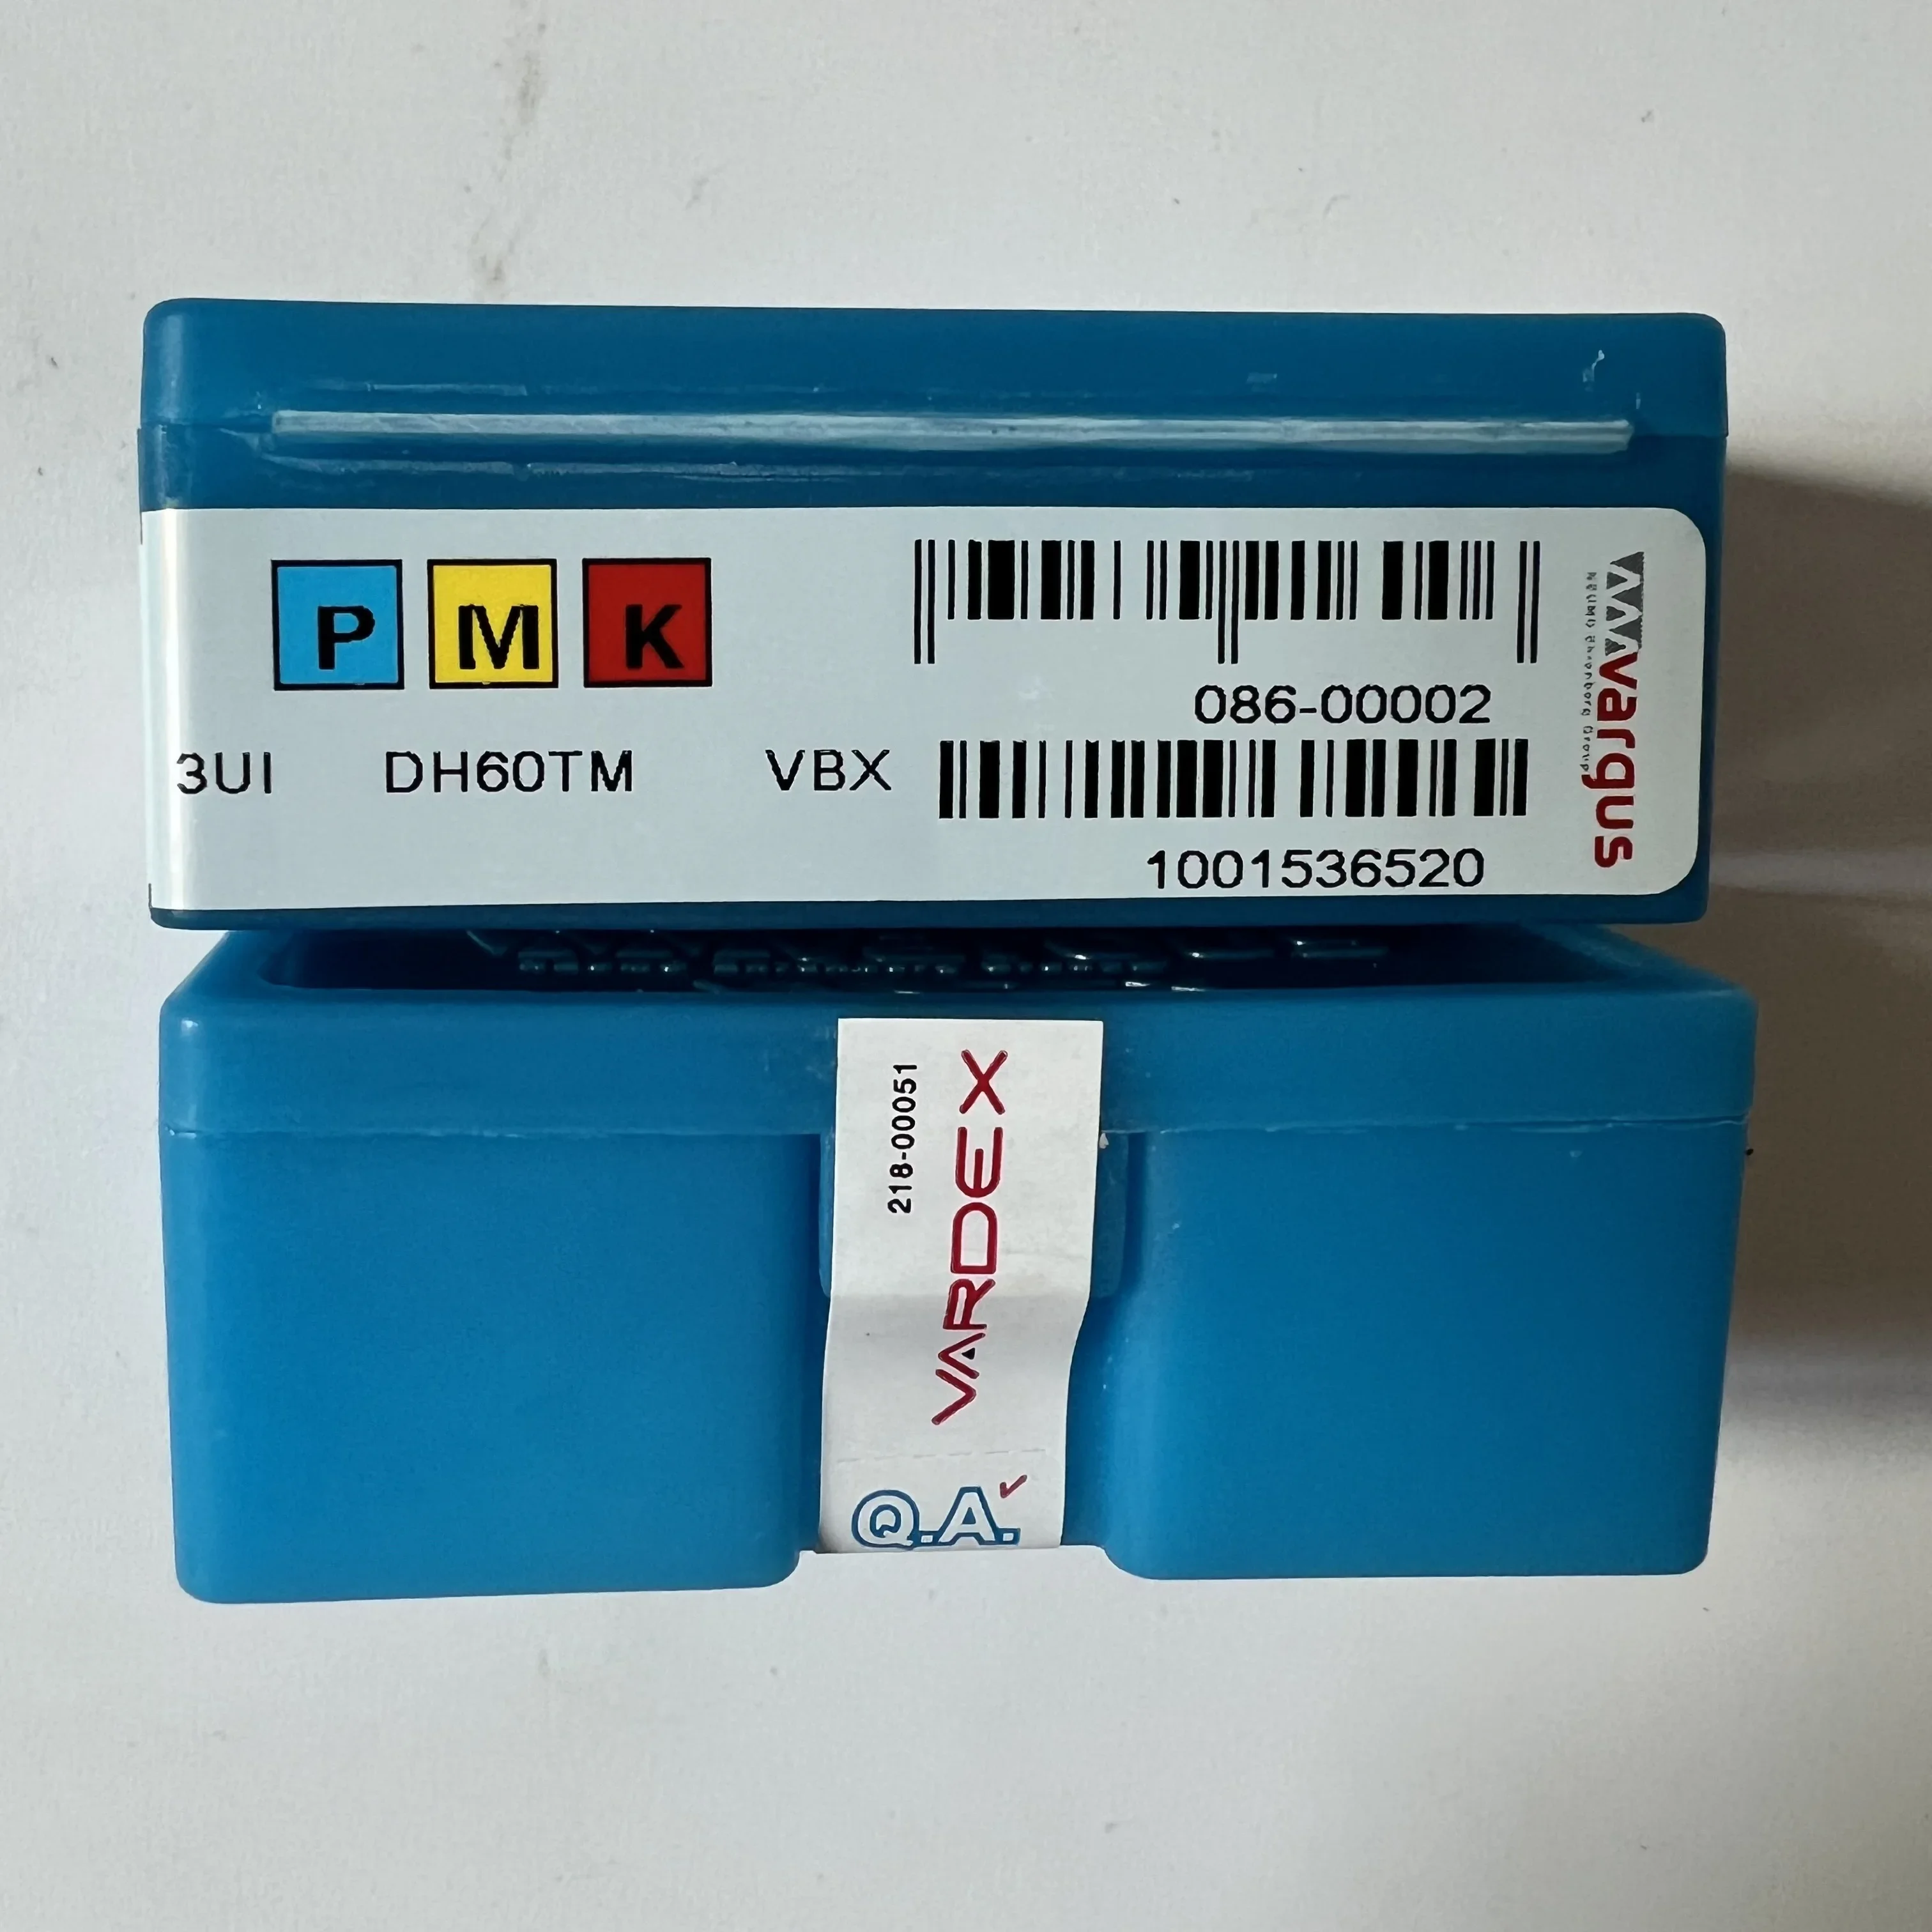 P M K
086-00002
3UI DH60TM VBX
1001536520
vargus
218-00051
VARDEX
Q.A.